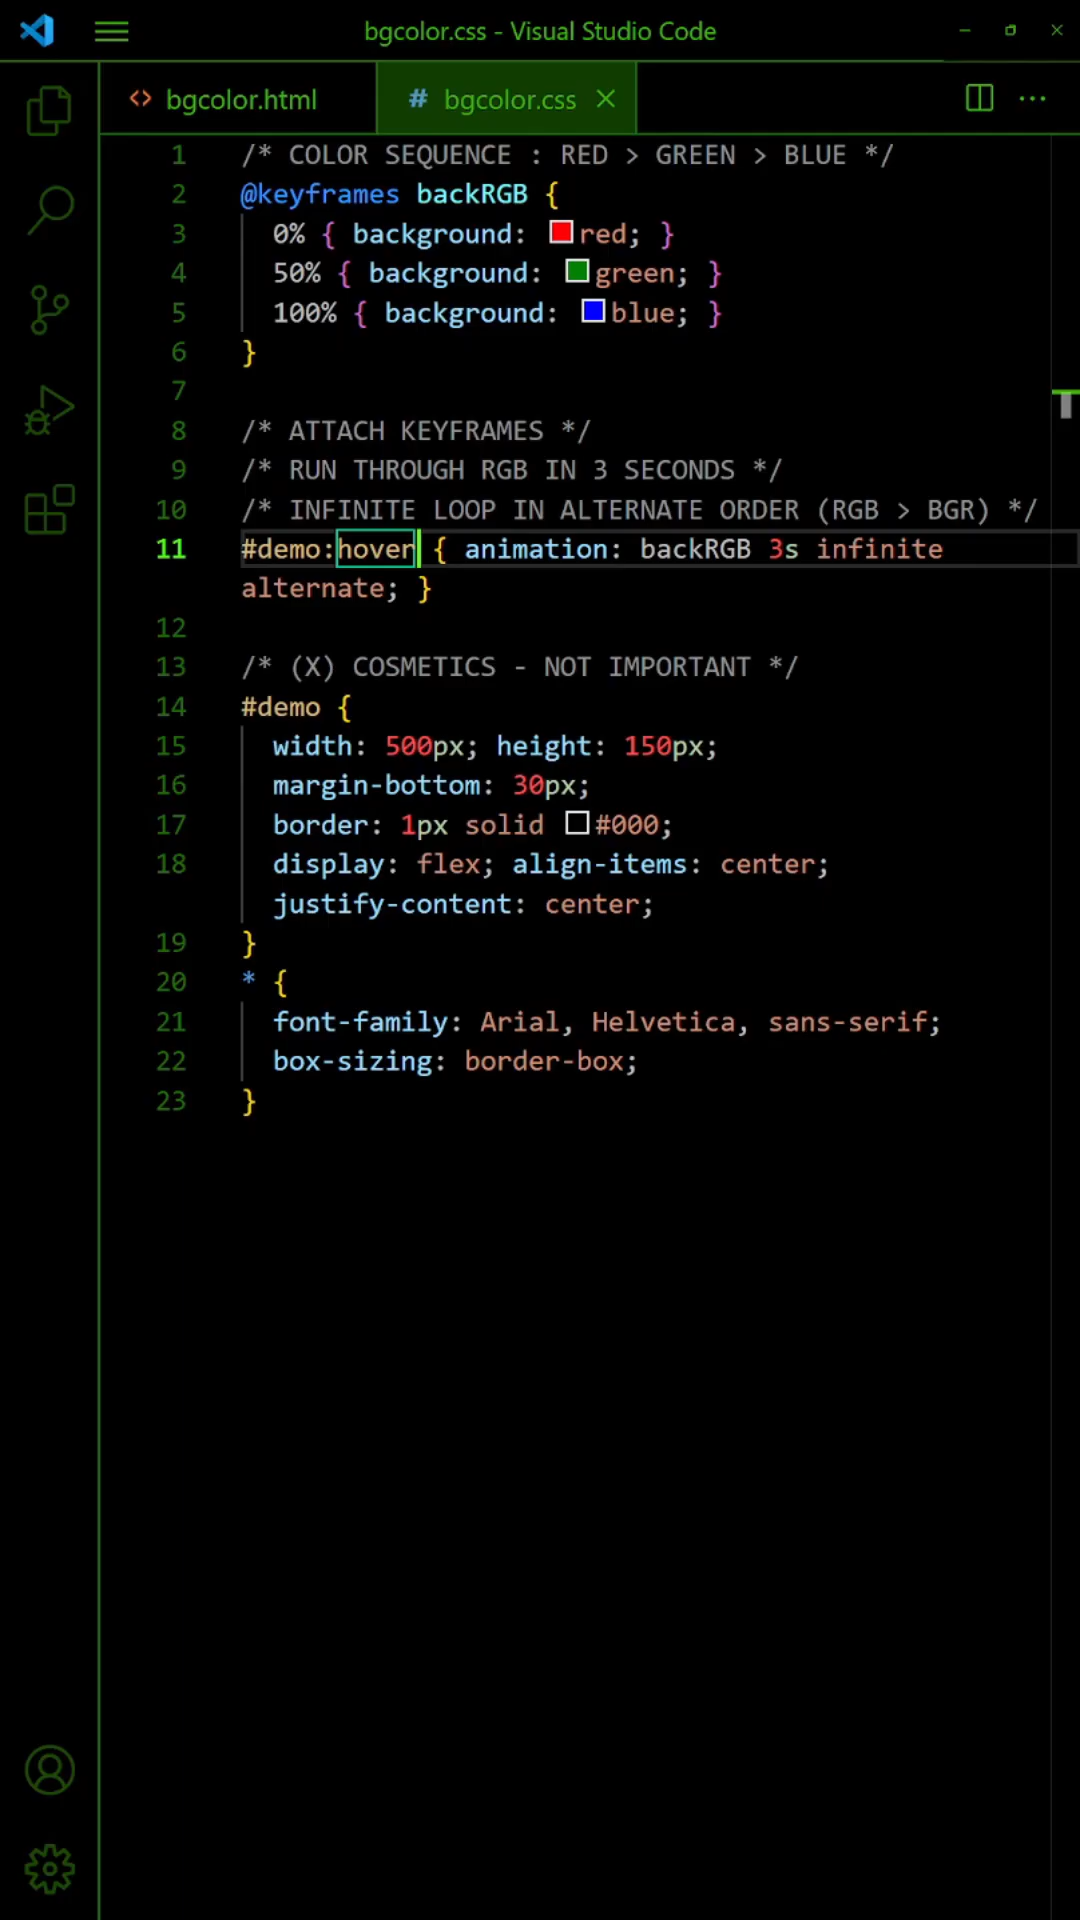 bgcolor.css - Visual Studio Code
bgcolor.html
# bgcolor.css
1 /* COLOR SEQUENCE : RED > GREEN > BLUE */
2 @keyframes backRGB {
3 0% { background: red; }
4 50% { background: green; }
5 100% { background: blue; }
6 }
7
8 /* ATTACH KEYFRAMES */
9 /* RUN THROUGH RGB IN 3 SECONDS */
10 /* INFINITE LOOP IN ALTERNATE ORDER (RGB > BGR) */
11 #demo:hover { animation: backRGB 3s infinite
alternate; }
12
13 /* (X) COSMETICS - NOT IMPORTANT */
14 #demo {
15 width: 500px; height: 150px;
16 margin-bottom: 30px;
17 border: 1px solid #000;
18 display: flex; align-items: center;
justify-content: center;
19 }
20 * {
21 font-family: Arial, Helvetica, sans-serif;
22 box-sizing: border-box;
23 }